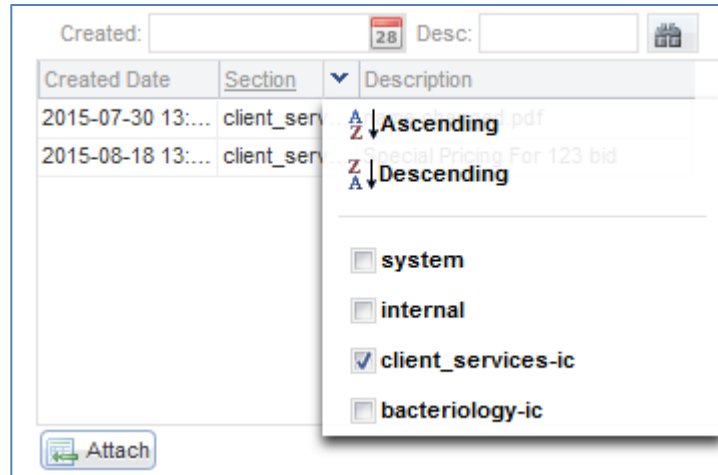 Created: 28 Desc:
Created Date Section Description
2015-07-30 13:... client_serv
2015-08-18 13:... client_serv... Special Pricing For 123 bid
Ascending
Descending
system
internal
client_services-ic
bacteriology-ic
Attach